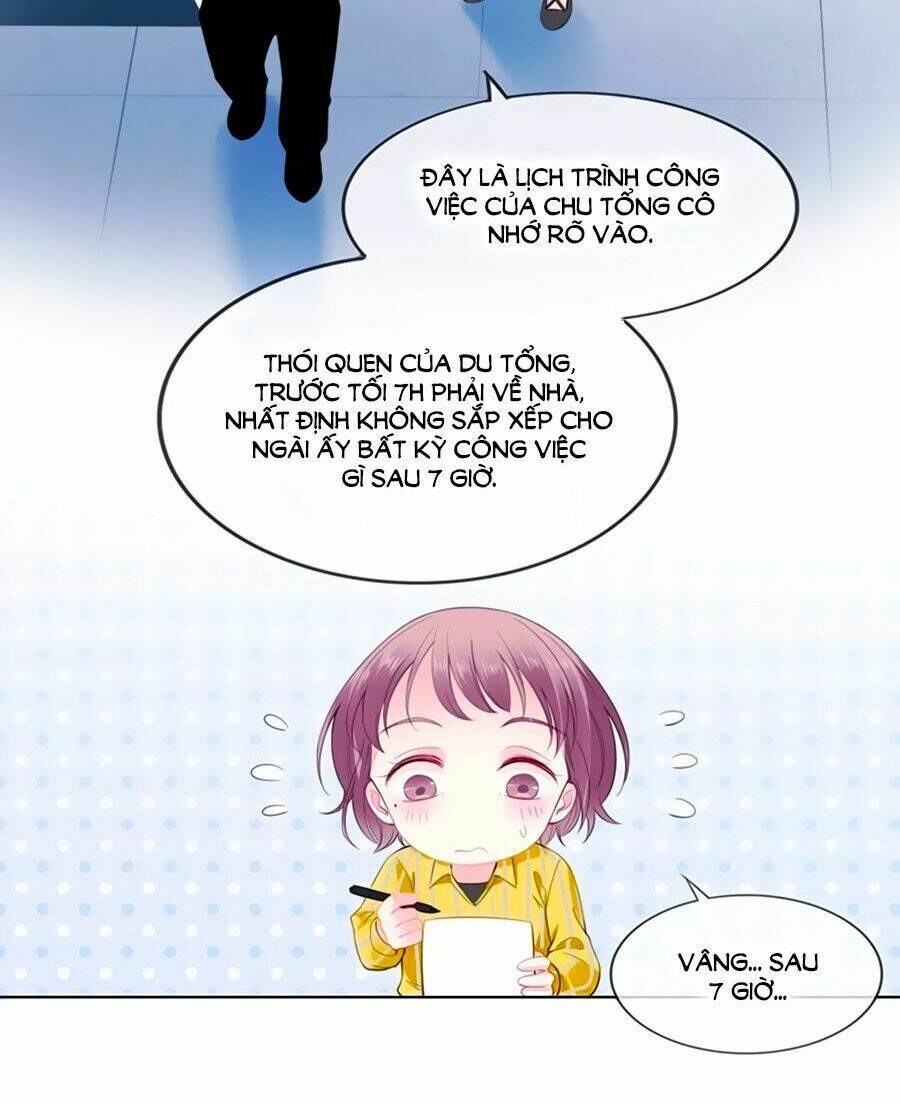 ĐÂY LÀ LỊCH TRÌNH CÔNG
VIỆC CỦA CHU TỔNG CÔ
NHỚ RÕ VÀO.
THÓI QUEN CỦA DU TỔNG,
TRƯỚC TỐI 7H PHẢI VỀ NHÀ,
NHẤT ĐỊNH KHÔNG SẮP XẾP CHO
NGÀI ẤY BẤT KỲ CÔNG VIỆC
GÌ SAU 7 GIỜ.
VÂNG... SAU
7 GIỜ...